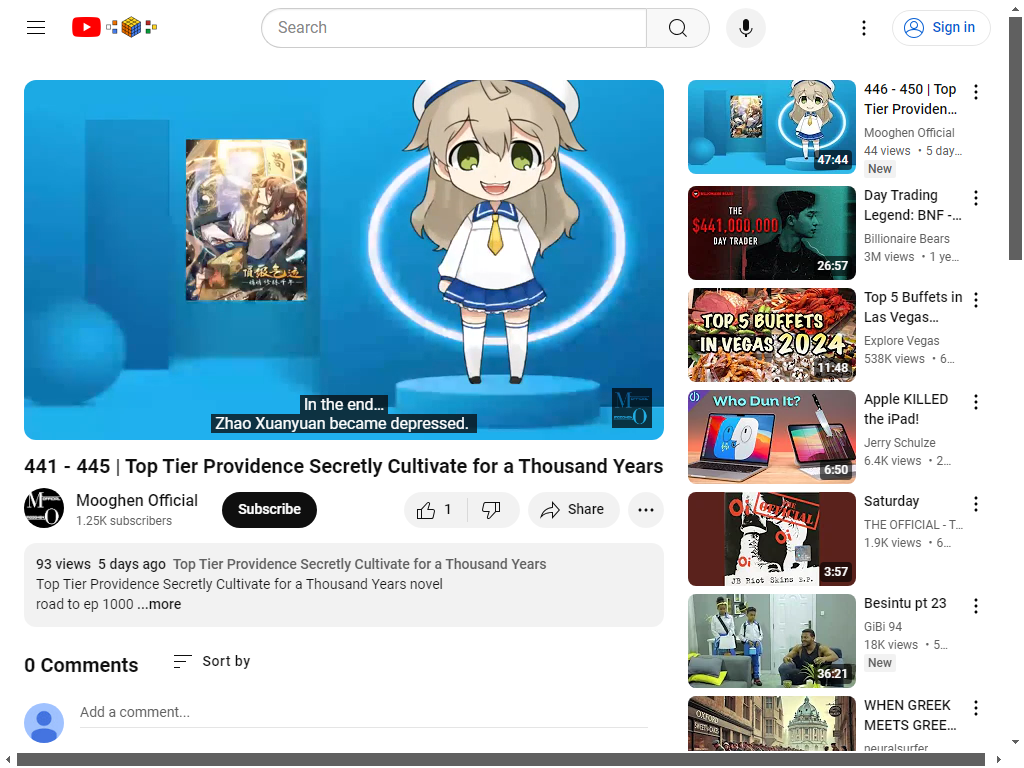 Search
Sign in
In the end...
Zhao Xuanyuan became depressed.
441 - 445 | Top Tier Providence Secretly Cultivate for a Thousand Years
Mooghen Official
1.25K subscribers
Subscribe
1
Share
93 views 5 days ago Top Tier Providence Secretly Cultivate for a Thousand Years
Top Tier Providence Secretly Cultivate for a Thousand Years novel
road to ep 1000 ...more
0 Comments
Sort by
Add a comment...
47:44
446 - 450 | Top
Tier Providen...
Mooghen Official
44 views • 5 day...
New
THE
$441,000,000
DAY TRADER
26:57
Day Trading
Legend: BNF -...
Billionaire Bears
3M views • 1 ye...
TOP 5 BUFFETS
IN VEGAS 2024
11:48
Top 5 Buffets in
Las Vegas...
Explore Vegas
538K views • 6...
Who Dun It?
6:50
Apple KILLED
the iPad!
Jerry Schulze
6.4K views • 2...
Oi
THE OFFICIAL
Oi
Oi
JB Riot Skins E.P.
3:57
Saturday
THE OFFICIAL - T...
1.9K views • 6...
36:21
Besintu pt 23
GiBi 94
18K views • 5...
New
OXFORD
WHEN GREEK
MEETS GREE...
neuralsurfer